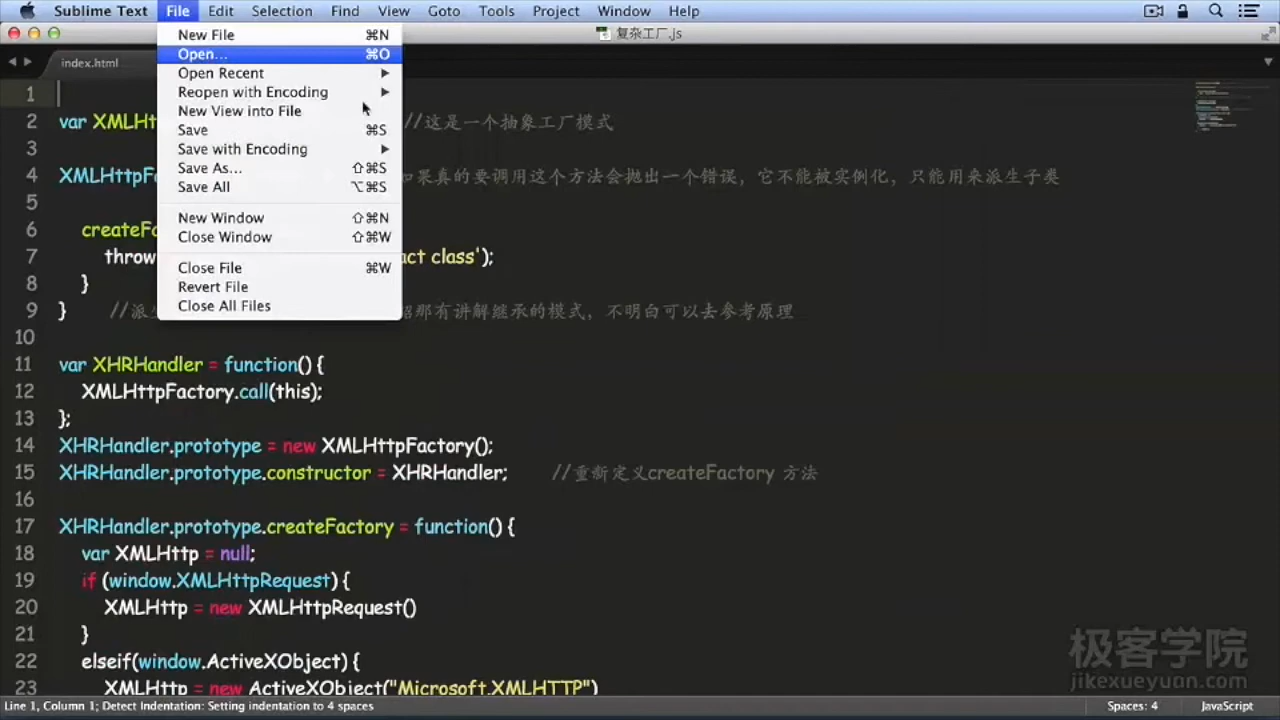 Sublime Text File Edit Selection Find View Goto Tools Project Window Help
复杂工厂.js
index.html
New File ⌘N
Open... ⌘O
Open Recent
Reopen with Encoding
New View into File
Save ⌘S
Save with Encoding
Save As... ⇧⌘S
Save All ⌥⌘S
New Window ⇧⌘N
Close Window ⇧⌘W
Close File ⌘W
Revert File
Close All Files
1
2 var XMLHt //这是一个抽象工厂模式
3
4 XMLHttpFa 果真的要调用这个方法会抛出一个错误，它不能被实例化，只能用来派生子类
5
6 createFa
7 throw act class');
8 }
9 } //派 那有讲解继承的模式，不明白可以去参考原理
10
11 var XHRHandler = function() {
12 XMLHttpFactory.call(this);
13 };
14 XHRHandler.prototype = new XMLHttpFactory();
15 XHRHandler.prototype.constructor = XHRHandler; //重新定义createFactory 方法
16
17 XHRHandler.prototype.createFactory = function() {
18 var XMLHttp = null;
19 if (window.XMLHttpRequest) {
20 XMLHttp = new XMLHttpRequest()
21 }
22 elseif(window.ActiveXObject) {
23 XMLHttp = new ActiveXObject("Microsoft.XMLHTTP")
极客学院
jikexueyuan.com
Line 1, Column 1; Detect Indentation: Setting indentation to 4 spaces Spaces: 4 JavaScript